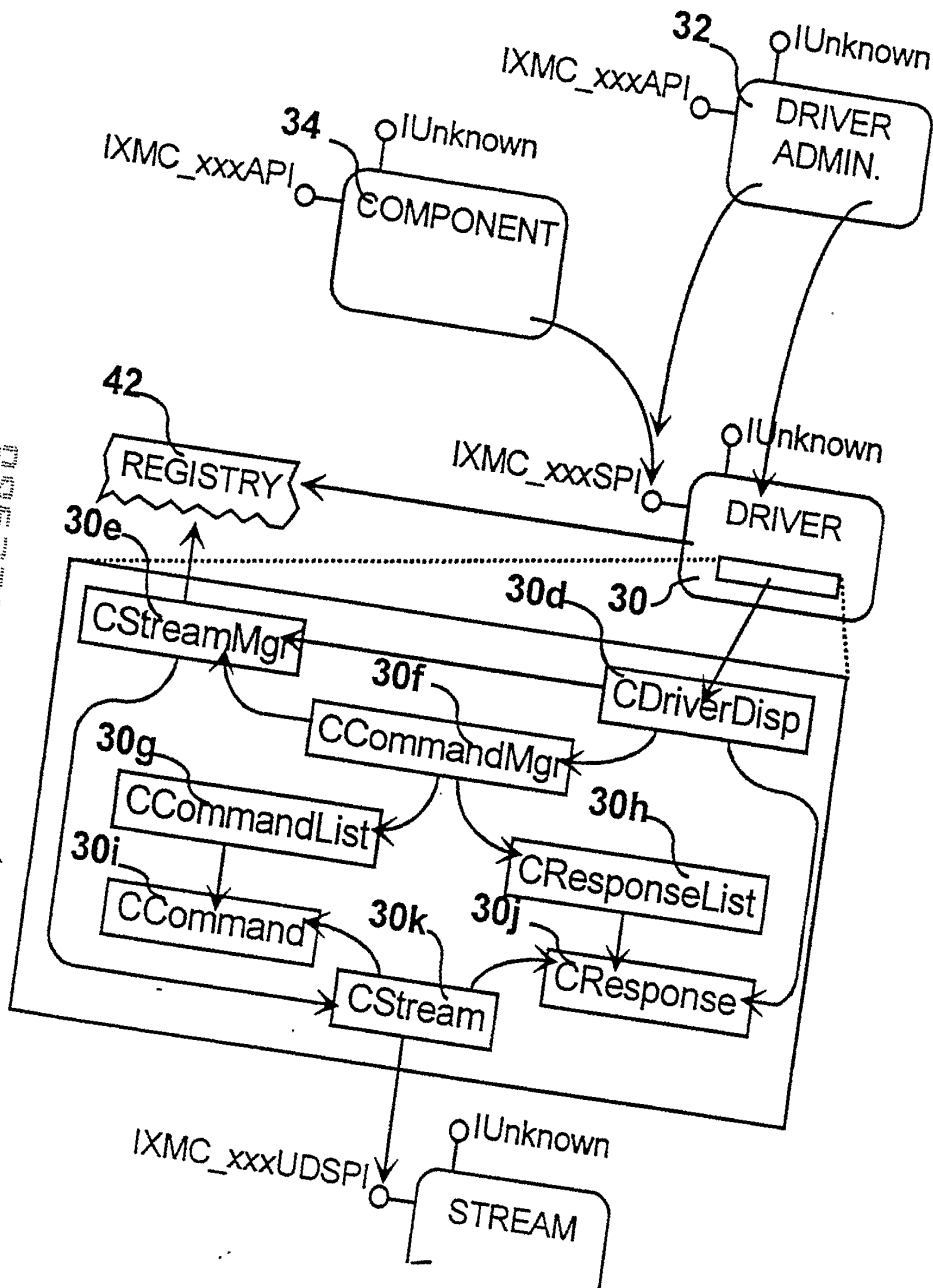 32
IUnknown
IXMC_xxxAPI
DRIVER
ADMIN.
34
IUnknown
IXMC_xxxAPI
COMPONENT
42
REGISTRY
IUnknown
IXMC_xxxSPI
DRIVER
30
30e
CStreamMgr
30d
CDriverDisp
30f
CCommandMgr
30g
CCommandList
30h
CResponseList
30i
CCommand
30k
30j
CStream
CResponse
IUnknown
IXMC_xxxUDSPI
STREAM